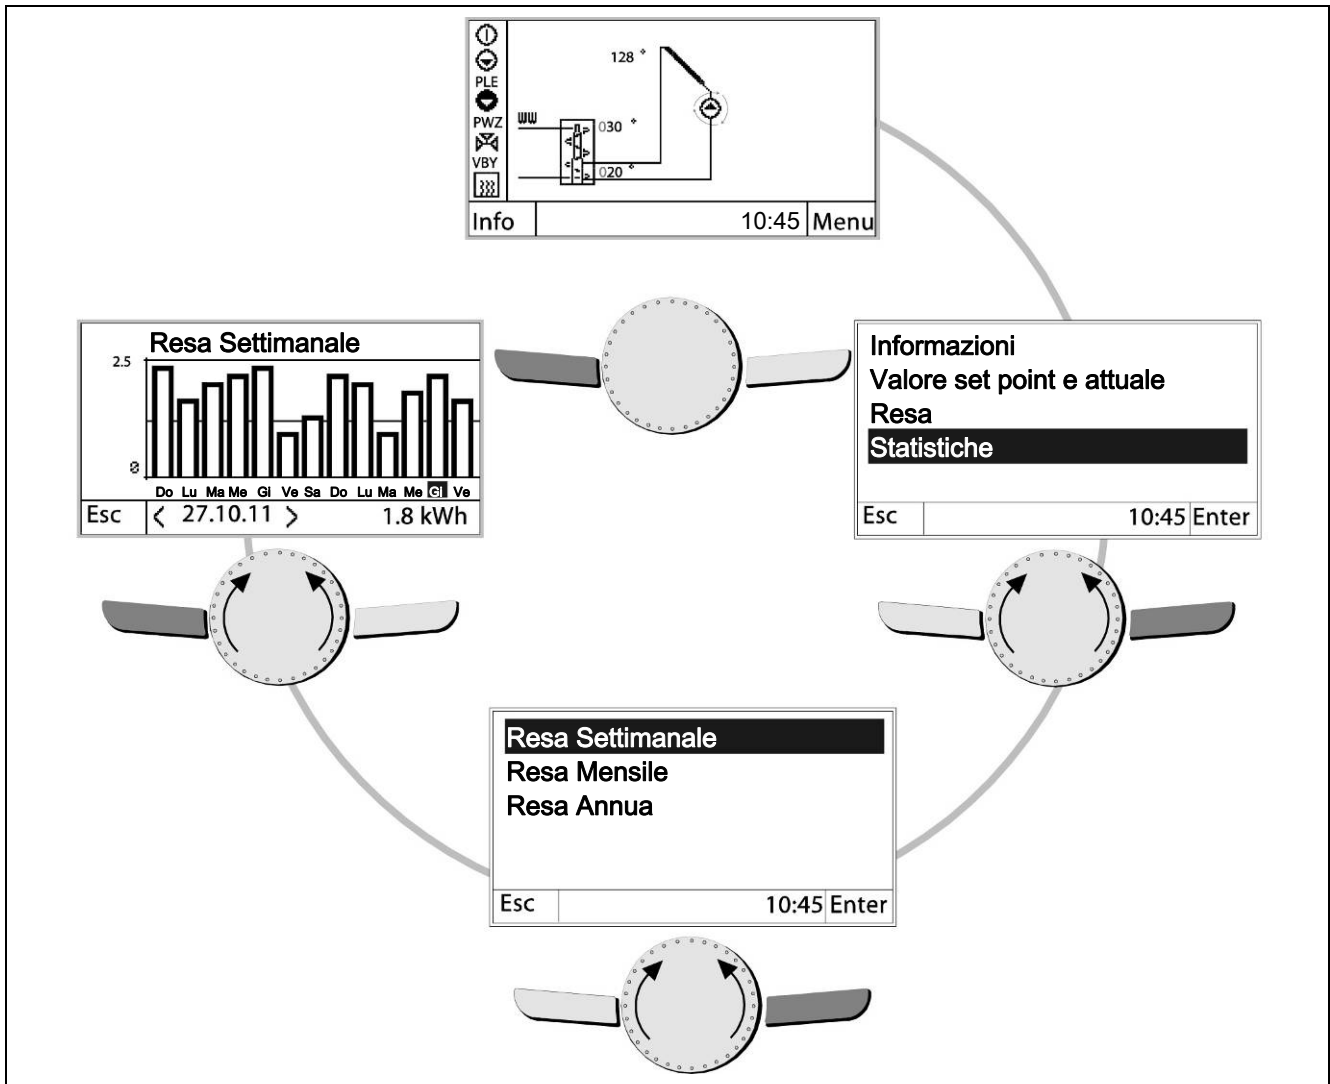 128 °
PLE
PWZ
WW
030 °
VBY
020 °
Info 10:45 Menu
Resa Settimanale
2.5
0
Do Lu Ma Me Gi Ve Sa Do Lu Ma Me Gi Ve
Esc < 27.10.11 > 1.8 kWh
Informazioni
Valore set point e attuale
Resa
Statistiche
Esc 10:45 Enter
Resa Settimanale
Resa Mensile
Resa Annua
Esc 10:45 Enter